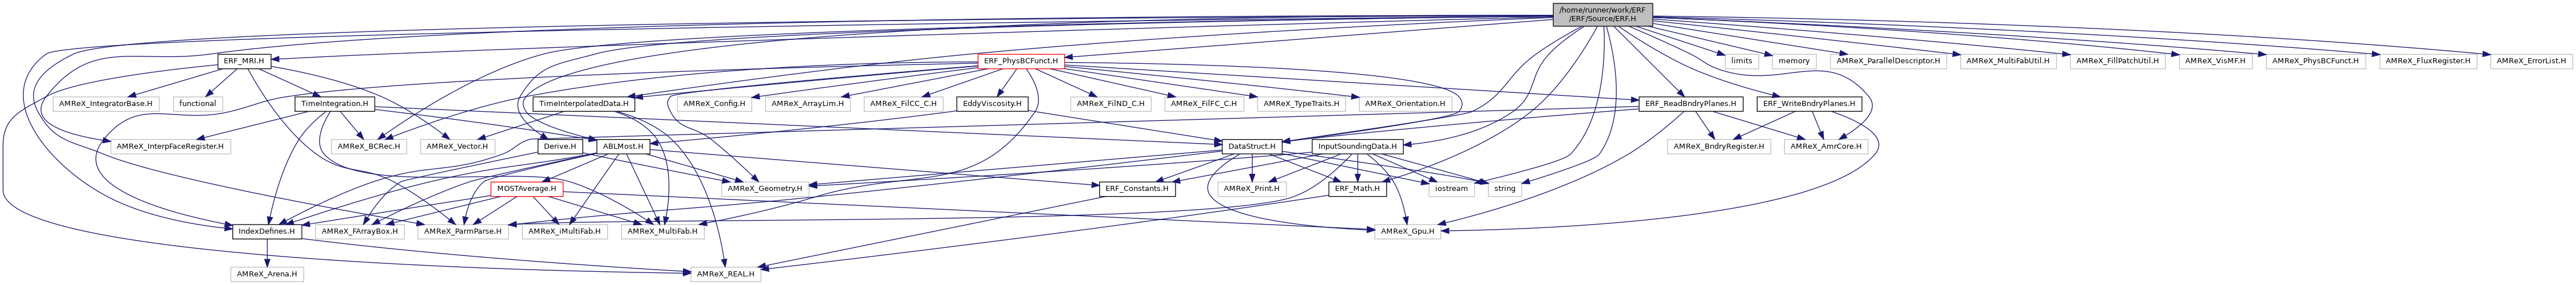 /home/runner/work/ERF
/ERF/Source/ERF.H
ERF_MRI.H
ERF_PhysBCFunct.H
limits
memory
AMReX_ParallelDescriptor.H
AMReX_MultiFabUtil.H
AMReX_FillPatchUtil.H
AMReX_VisMF.H
AMReX_PhysBCFunct.H
AMReX_FluxRegister.H
AMReX_ErrorList.H
AMReX_IntegratorBase.H
functional
TimeIntegration.H
TimeInterpolatedData.H
AMReX_Config.H
AMReX_ArrayLim.H
AMReX_FilCC_C.H
EddyViscosity.H
AMReX_FilND_C.H
AMReX_FilFC_C.H
AMReX_TypeTraits.H
AMReX_Orientation.H
ERF_ReadBndryPlanes.H
ERF_WriteBndryPlanes.H
AMReX_InterpFaceRegister.H
AMReX_BCRec.H
AMReX_Vector.H
Derive.H
ABLMost.H
DataStruct.H
InputSoundingData.H
AMReX_BndryRegister.H
AMReX_AmrCore.H
MOSTAverage.H
AMReX_Geometry.H
ERF_Constants.H
AMReX_Print.H
ERF_Math.H
iostream
string
IndexDefines.H
AMReX_FArrayBox.H
AMReX_ParmParse.H
AMReX_iMultiFab.H
AMReX_MultiFab.H
AMReX_Gpu.H
AMReX_Arena.H
AMReX_REAL.H